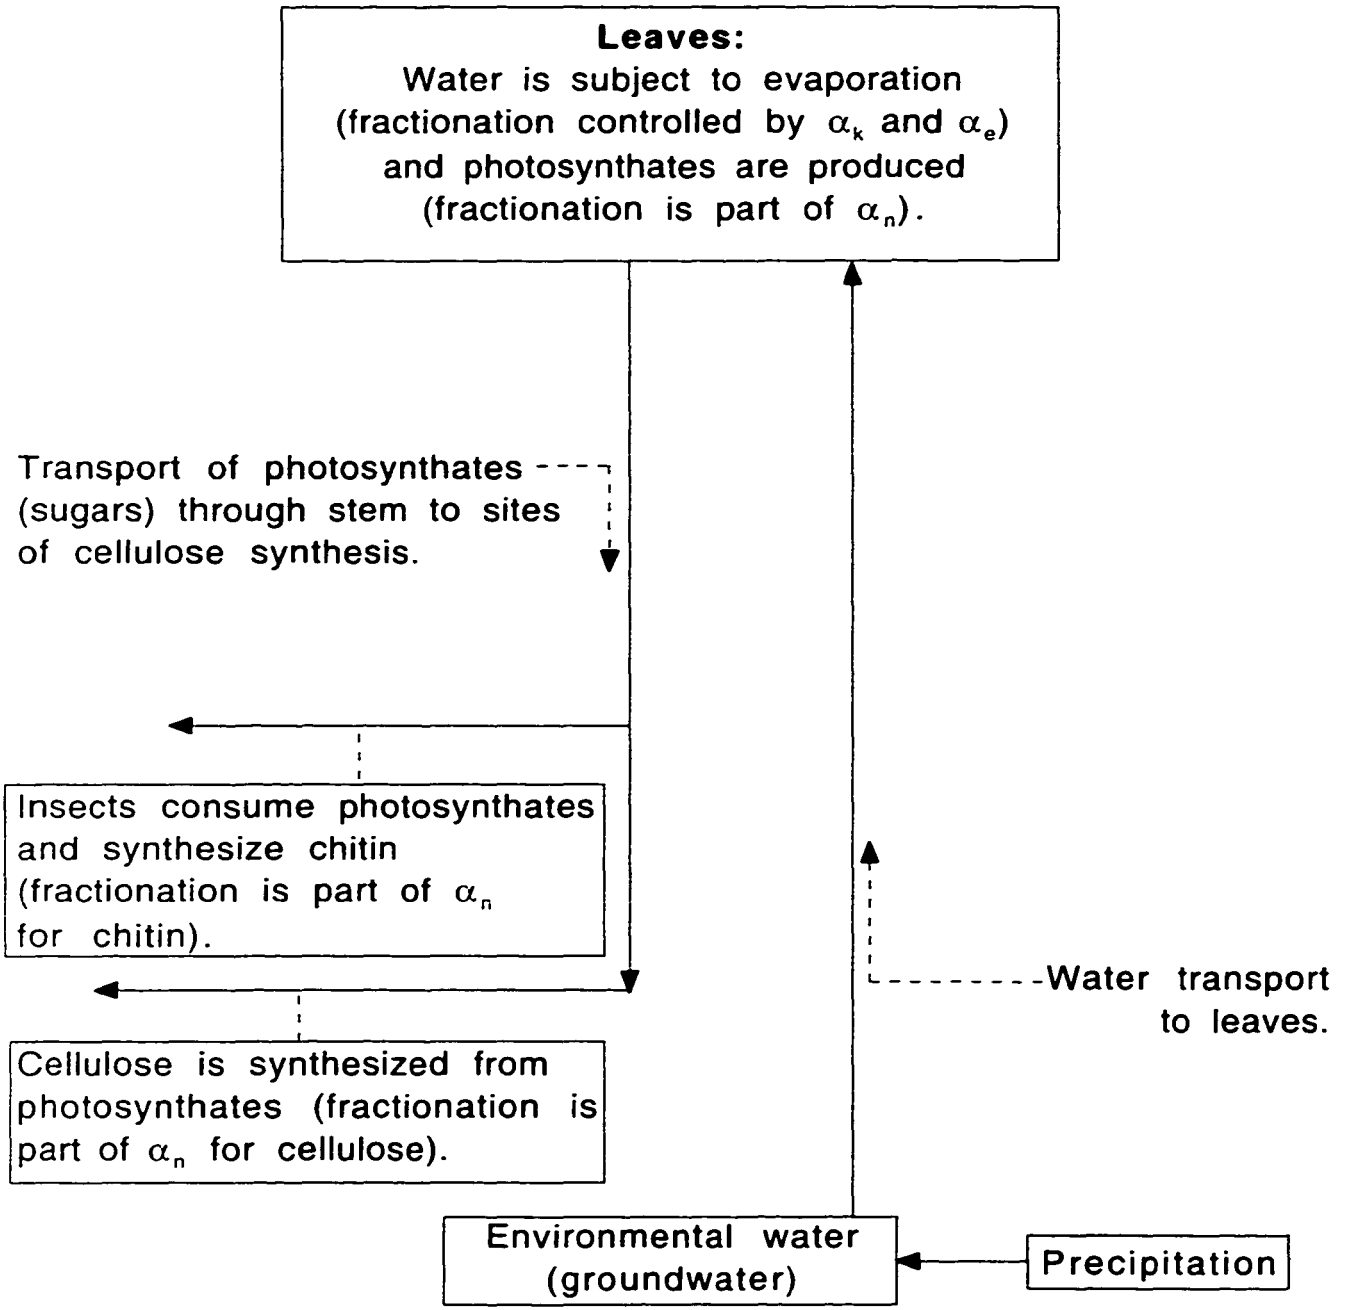 Leaves:
Water is subject to evaporation
(fractionation controlled by αk and αe)
and photosynthates are produced
(fractionation is part of αn).
Transport of photosynthates
(sugars) through stem to sites
of cellulose synthesis.
Insects consume photosynthates
and synthesize chitin
(fractionation is part of αn
for chitin).
Water transport
to leaves.
Cellulose is synthesized from
photosynthates (fractionation is
part of αn for cellulose).
Environmental water
(groundwater)
Precipitation